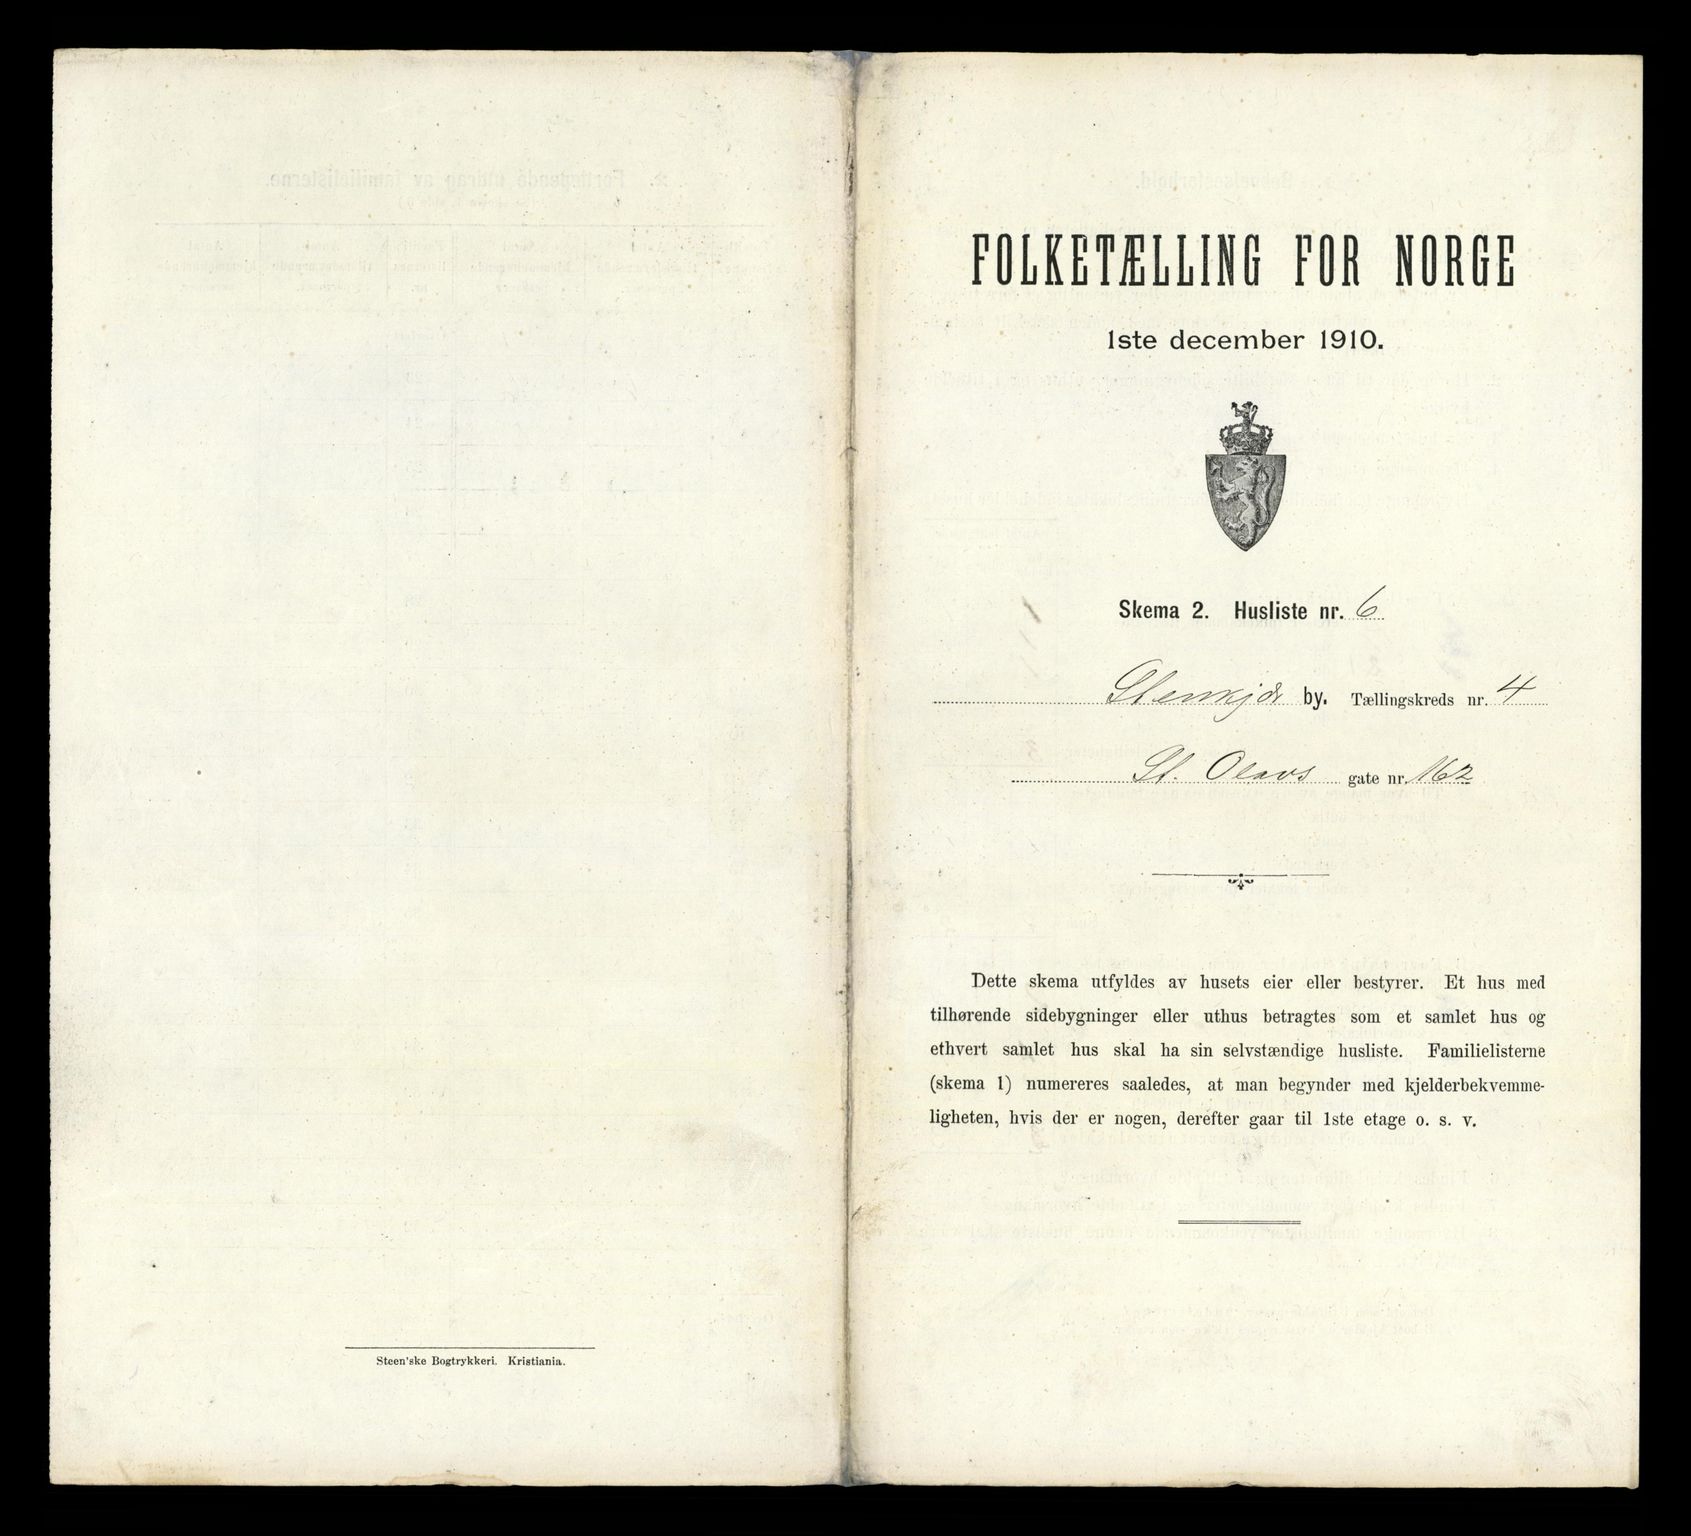 FOLKETÆLLING FOR NORGE
1ste december 1910.
Skema 2. Husliste nr. 6
Stenkjær by. Tællingskreds nr. 4
St. Olavs gate nr. 162
Dette skema utfyldes av husets eier eller bestyrer. Et hus med
tilhørende sidebygninger eller uthus betragtes som et samlet hus og
ethvert samlet hus skal ha sin selvstændige husliste. Familielisterne
(skema 1) numereres saaledes, at man begynder med kjelderbekvemme-
ligheten, hvis der er nogen, derefter gaar til 1ste etage o. s. v.
Steen'ske Bogtrykkeri. Kristiania.